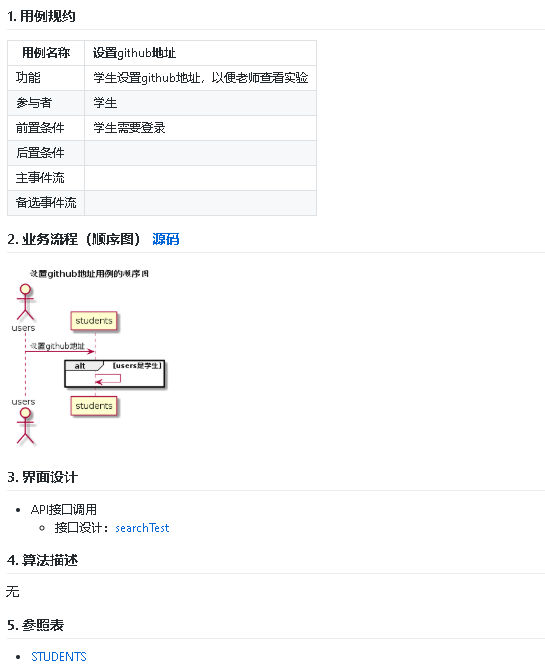 1. 用例规约
用例名称 设置github地址
功能 学生设置github地址，以便老师查看实验
参与者 学生
前置条件 学生需要登录
后置条件
主事件流
备选事件流
2. 业务流程（顺序图） 源码
设置github地址用例的顺序图
users
students
设置github地址
alt [users是学生]
users
students
3. 界面设计
API接口调用
接口设计：searchTest
4. 算法描述
无
5. 参照表
STUDENTS